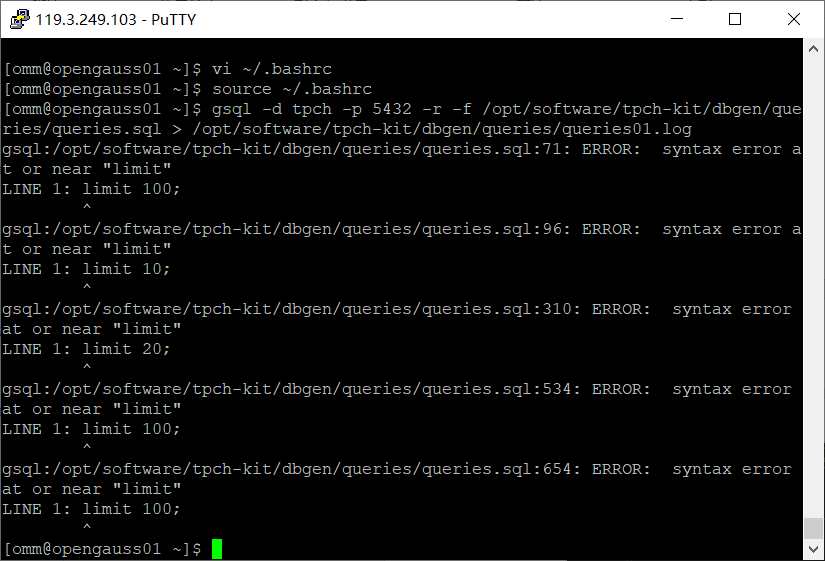 119.3.249.103 - PuTTY
[omm@opengauss01 ~]$ vi ~/.bashrc
[omm@opengauss01 ~]$ source ~/.bashrc
[omm@opengauss01 ~]$ gsql -d tpch -p 5432 -r -f /opt/software/tpch-kit/dbgen/que
ries/queries.sql > /opt/software/tpch-kit/dbgen/queries/queries01.log
gsql:/opt/software/tpch-kit/dbgen/queries/queries.sql:71: ERROR:  syntax error a
t or near "limit"
LINE 1: limit 100;
        ^
gsql:/opt/software/tpch-kit/dbgen/queries/queries.sql:96: ERROR:  syntax error a
t or near "limit"
LINE 1: limit 10;
        ^
gsql:/opt/software/tpch-kit/dbgen/queries/queries.sql:310: ERROR:  syntax error
at or near "limit"
LINE 1: limit 20;
        ^
gsql:/opt/software/tpch-kit/dbgen/queries/queries.sql:534: ERROR:  syntax error
at or near "limit"
LINE 1: limit 100;
        ^
gsql:/opt/software/tpch-kit/dbgen/queries/queries.sql:654: ERROR:  syntax error
at or near "limit"
LINE 1: limit 100;
        ^
[omm@opengauss01 ~]$